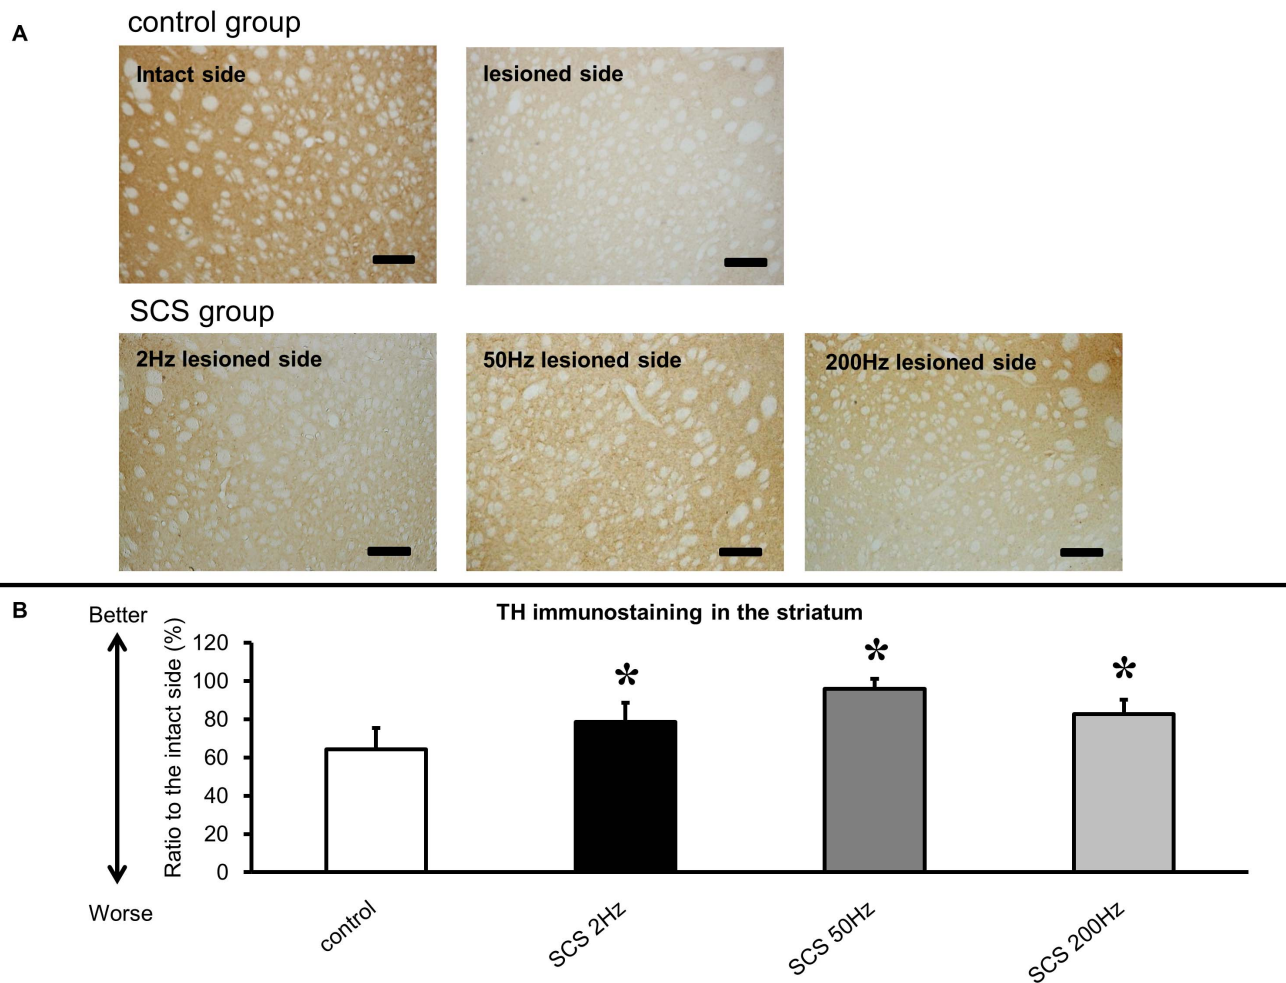 A
control group
Intact side
lesioned side
SCS group
2Hz lesioned side
50Hz lesioned side
200Hz lesioned side
B
Better
Worse
TH immunostaining in the striatum
Ratio to the intact side (%)
120
100
80
60
40
20
0
*
*
*
control
SCS 2Hz
SCS 50Hz
SCS 200Hz